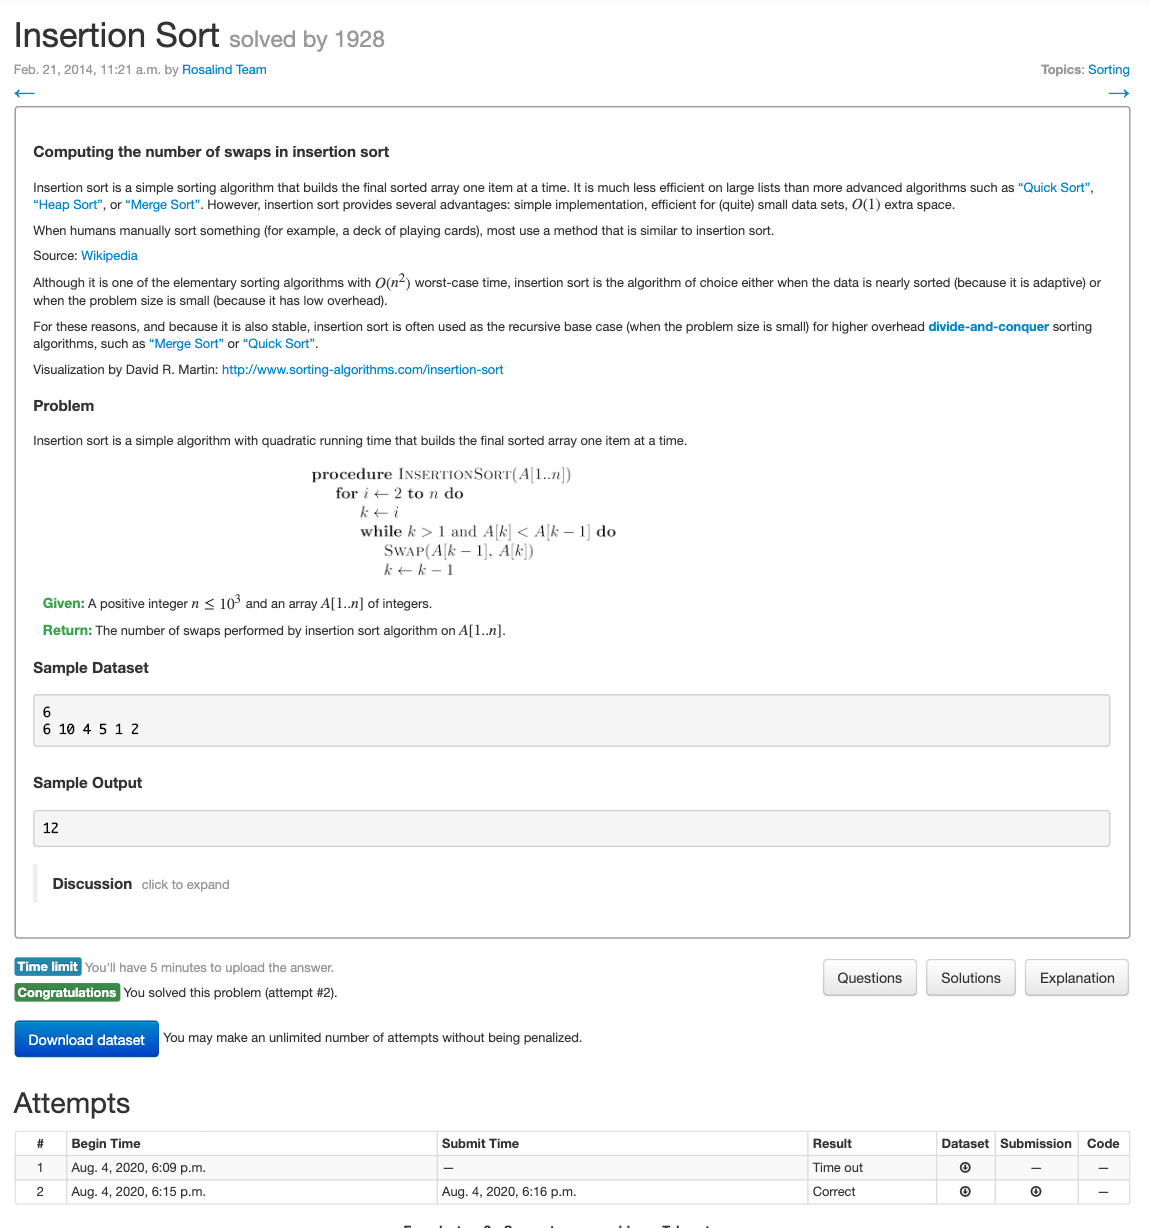 Insertion Sort solved by 1928
Feb. 21, 2014, 11:21 a.m. by Rosalind Team
Topics: Sorting
←
→
Computing the number of swaps in insertion sort
Insertion sort is a simple sorting algorithm that builds the final sorted array one item at a time. It is much less efficient on large lists than more advanced algorithms such as “Quick Sort”,
“Heap Sort”, or “Merge Sort”. However, insertion sort provides several advantages: simple implementation, efficient for (quite) small data sets, O(1) extra space.
When humans manually sort something (for example, a deck of playing cards), most use a method that is similar to insertion sort.
Source: Wikipedia
Although it is one of the elementary sorting algorithms with O(n²) worst-case time, insertion sort is the algorithm of choice either when the data is nearly sorted (because it is adaptive) or
when the problem size is small (because it has low overhead).
For these reasons, and because it is also stable, insertion sort is often used as the recursive base case (when the problem size is small) for higher overhead divide-and-conquer sorting
algorithms, such as “Merge Sort” or “Quick Sort”.
Visualization by David R. Martin: http://www.sorting-algorithms.com/insertion-sort
Problem
Insertion sort is a simple algorithm with quadratic running time that builds the final sorted array one item at a time.
procedure INSERTIONSORT(A[1..n])
for i ← 2 to n do
k ← i
while k > 1 and A[k] < A[k − 1] do
SWAP(A[k − 1], A[k])
k ← k − 1
Given: A positive integer n ≤ 10³ and an array A[1..n] of integers.
Return: The number of swaps performed by insertion sort algorithm on A[1..n].
Sample Dataset
6
6 10 4 5 1 2
Sample Output
12
Discussion click to expand
Time limit You'll have 5 minutes to upload the answer.
Congratulations You solved this problem (attempt #2).
Questions Solutions Explanation
Download dataset You may make an unlimited number of attempts without being penalized.
Attempts
# Begin Time Submit Time Result Dataset Submission Code
1 Aug. 4, 2020, 6:09 p.m. — Time out — —
2 Aug. 4, 2020, 6:15 p.m. Aug. 4, 2020, 6:16 p.m. Correct —